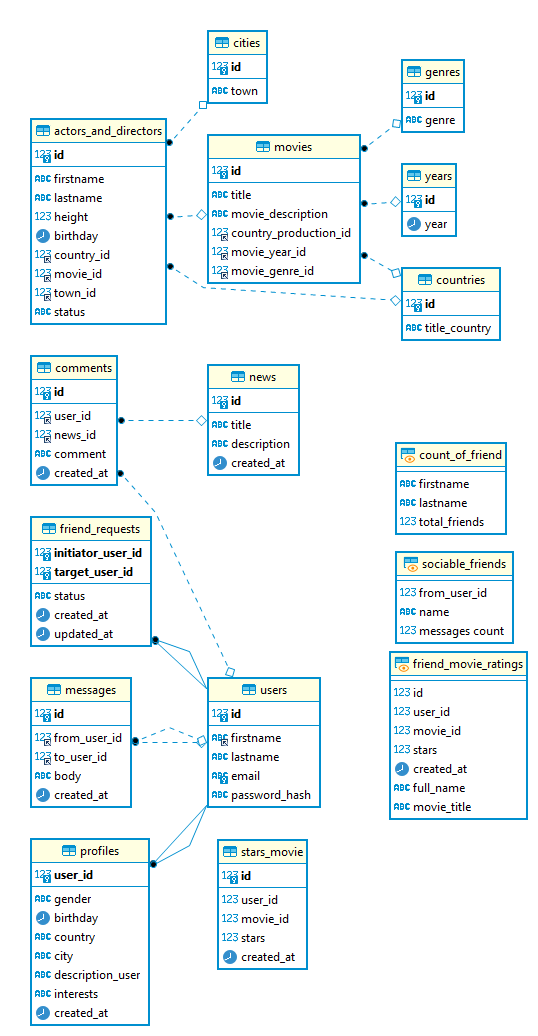 cities
123 id
ABC town
genres
123 id
ABC genre
actors_and_directors
123 id
ABC firstname
ABC lastname
123 height
birthday
123 country_id
123 movie_id
123 town_id
ABC status
movies
123 id
ABC title
ABC movie_description
123 country_production_id
123 movie_year_id
123 movie_genre_id
years
123 id
year
countries
123 id
ABC title_country
comments
123 id
123 user_id
123 news_id
ABC comment
created_at
news
123 id
ABC title
ABC description
created_at
count_of_friend
ABC firstname
ABC lastname
123 total_friends
friend_requests
123 initiator_user_id
123 target_user_id
ABC status
created_at
updated_at
sociable_friends
123 from_user_id
ABC name
123 messages count
friend_movie_ratings
123 id
123 user_id
123 movie_id
123 stars
created_at
ABC full_name
ABC movie_title
messages
123 id
123 from_user_id
123 to_user_id
ABC body
created_at
users
123 id
ABC firstname
ABC lastname
ABC email
ABC password_hash
profiles
123 user_id
ABC gender
birthday
ABC country
ABC city
ABC description_user
ABC interests
created_at
stars_movie
123 id
123 user_id
123 movie_id
123 stars
created_at